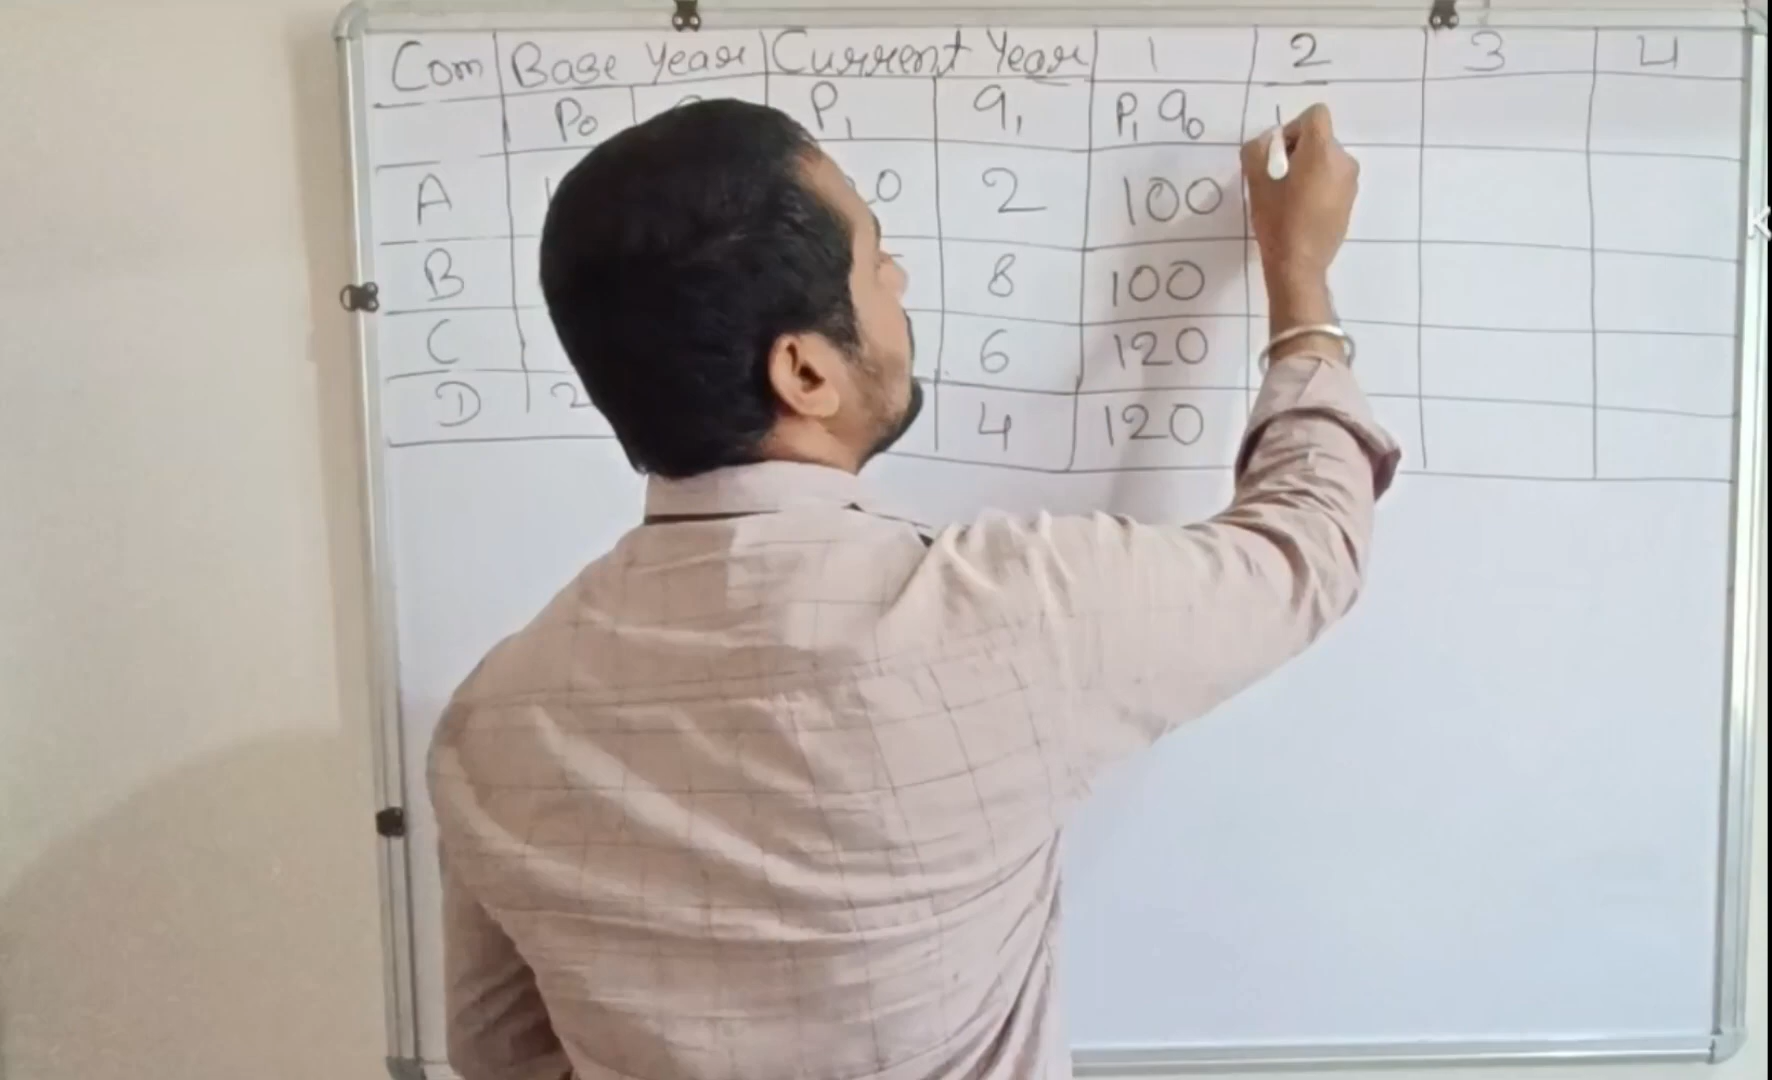 Com Base Year Current Year 1 2 3 4
P0 P1 q1 P1 q0
A 2 100
B 8 100
C 6 120
D 4 120